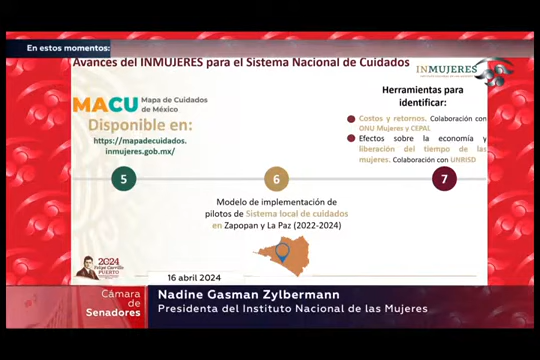 En estos momentos:
Avances del INMUJERES para el Sistema Nacional de Cuidados
INMUJERES
MACU Mapa de Cuidados
de México
Disponible en:
https://mapadecuidados.
inmujeres.gob.mx/
Herramientas para
identificar:
Costos y retornos. Colaboración con
ONU Mujeres y CEPAL
Efectos sobre la economía y
liberación del tiempo de las
mujeres. Colaboración con UNRISD
5
6
7
Modelo de implementación de
pilotos de Sistema local de cuidados
en Zapopan y La Paz (2022-2024)
2024
Felipe Carrillo
PUERTO
16 abril 2024
Cámara
de
Senadores
Nadine Gasman Zylbermann
Presidenta del Instituto Nacional de las Mujeres